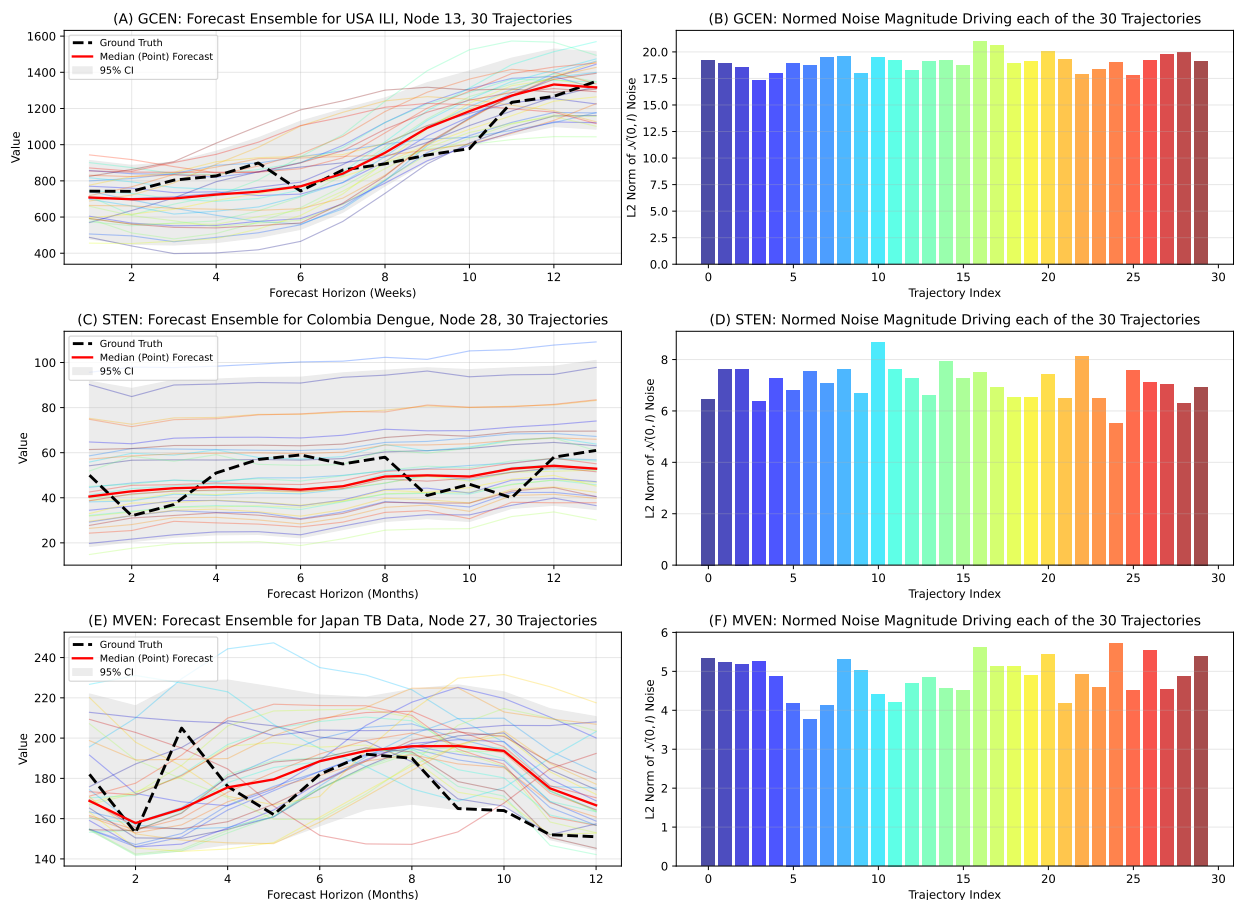 (A) GCEN: Forecast Ensemble for USA ILI, Node 13, 30 Trajectories
Ground Truth
Median (Point) Forecast
95% CI
1600
1400
1200
1000
800
600
400
Value
2 4 6 8 10 12
Forecast Horizon (Weeks)
(B) GCEN: Normed Noise Magnitude Driving each of the 30 Trajectories
20.0
17.5
15.0
12.5
10.0
7.5
5.0
2.5
0.0
L2 Norm of 𝒩(0, I) Noise
0 5 10 15 20 25 30
Trajectory Index
(C) STEN: Forecast Ensemble for Colombia Dengue, Node 28, 30 Trajectories
Ground Truth
Median (Point) Forecast
95% CI
100
80
60
40
20
Value
2 4 6 8 10 12
Forecast Horizon (Months)
(D) STEN: Normed Noise Magnitude Driving each of the 30 Trajectories
8
6
4
2
0
L2 Norm of 𝒩(0, I) Noise
0 5 10 15 20 25 30
Trajectory Index
(E) MVEN: Forecast Ensemble for Japan TB Data, Node 27, 30 Trajectories
Ground Truth
Median (Point) Forecast
95% CI
240
220
200
180
160
140
Value
2 4 6 8 10 12
Forecast Horizon (Months)
(F) MVEN: Normed Noise Magnitude Driving each of the 30 Trajectories
6
5
4
3
2
1
0
L2 Norm of 𝒩(0, I) Noise
0 5 10 15 20 25 30
Trajectory Index